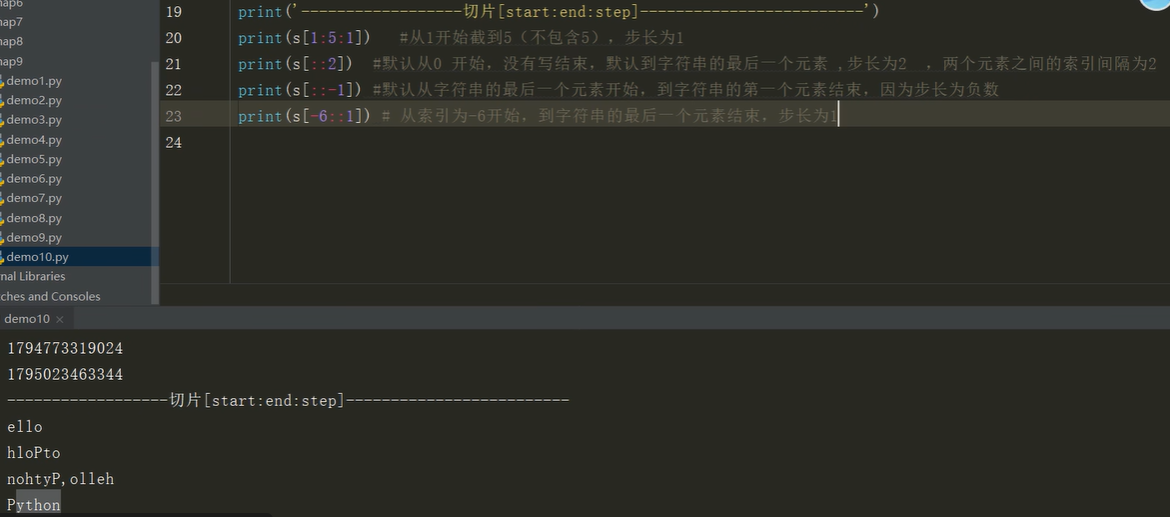 nap6
nap7
nap8
nap9
demo1.py
demo2.py
demo3.py
demo4.py
demo5.py
demo6.py
demo7.py
demo8.py
demo9.py
demo10.py
nal Libraries
ches and Consoles
19 print('------------------切片[start:end:step]-------------------------')
20 print(s[1:5:1]) #从1开始截到5（不包含5），步长为1
21 print(s[::2]) #默认从0 开始，没有写结束，默认到字符串的最后一个元素 ,步长为2 ，两个元素之间的索引间隔为2
22 print(s[::-1]) #默认从字符串的最后一个元素开始，到字符串的第一个元素结束，因为步长为负数
23 print(s[-6::1]) # 从索引为-6开始，到字符串的最后一个元素结束，步长为1
24
demo10
1794773319024
1795023463344
------------------切片[start:end:step]-------------------------
ello
hloPto
nohtyP,olleh
Python